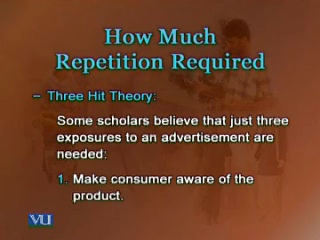 How Much
Repetition Required
– Three Hit Theory:
Some scholars believe that just three
exposures to an advertisement are
needed:
1. Make consumer aware of the
product.
VU